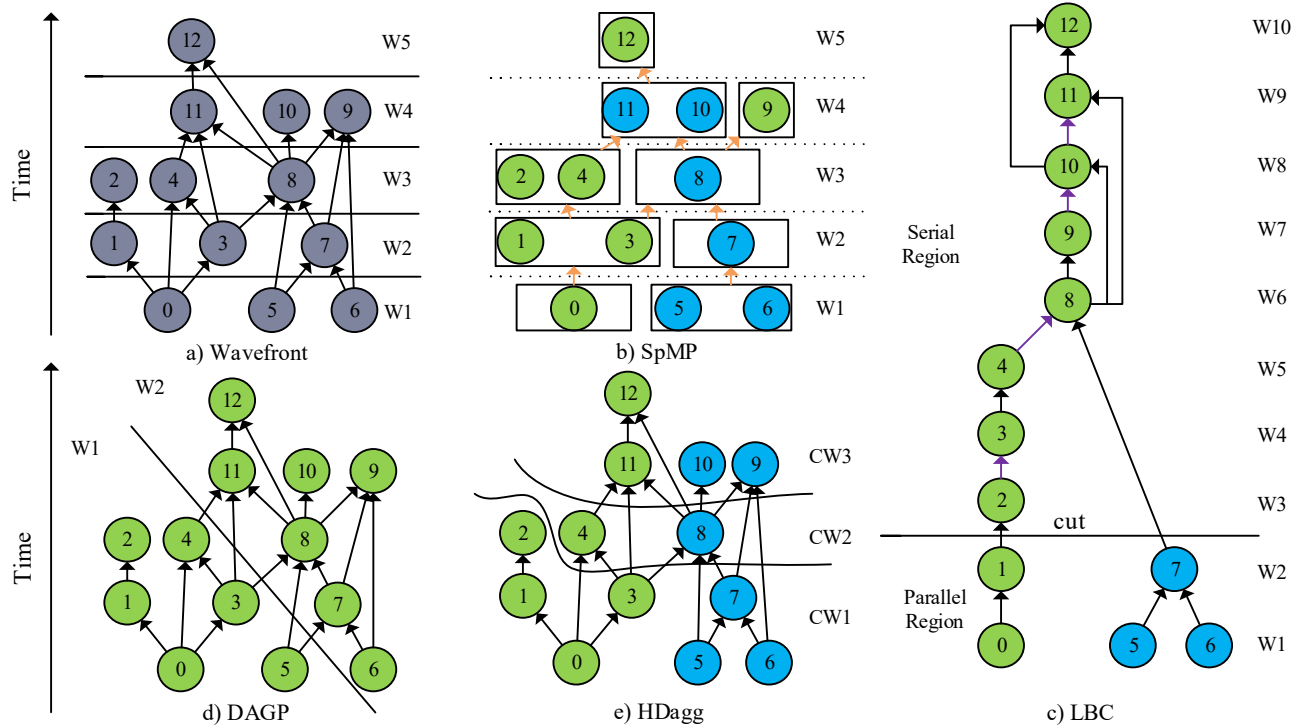 Time
12 W5
11 10 9 W4
2 4 8 W3
1 3 7 W2
0 5 6 W1
a) Wavefront
12 W5
11 10 9 W4
2 4 8 W3
1 3 7 W2
0 5 6 W1
b) SpMP
12 W10
11 W9
10 W8
9 W7
Serial
Region
8 W6
4 W5
3 W4
2 W3
cut
1 7 W2
Parallel
Region
0 5 6 W1
c) LBC
Time
W2
W1
12
11 10 9
2 4 8
1 3 7
0 5 6
d) DAGP
12
11 10 9 CW3
2 4 8 CW2
1 3 7 CW1
0 5 6
e) HDagg